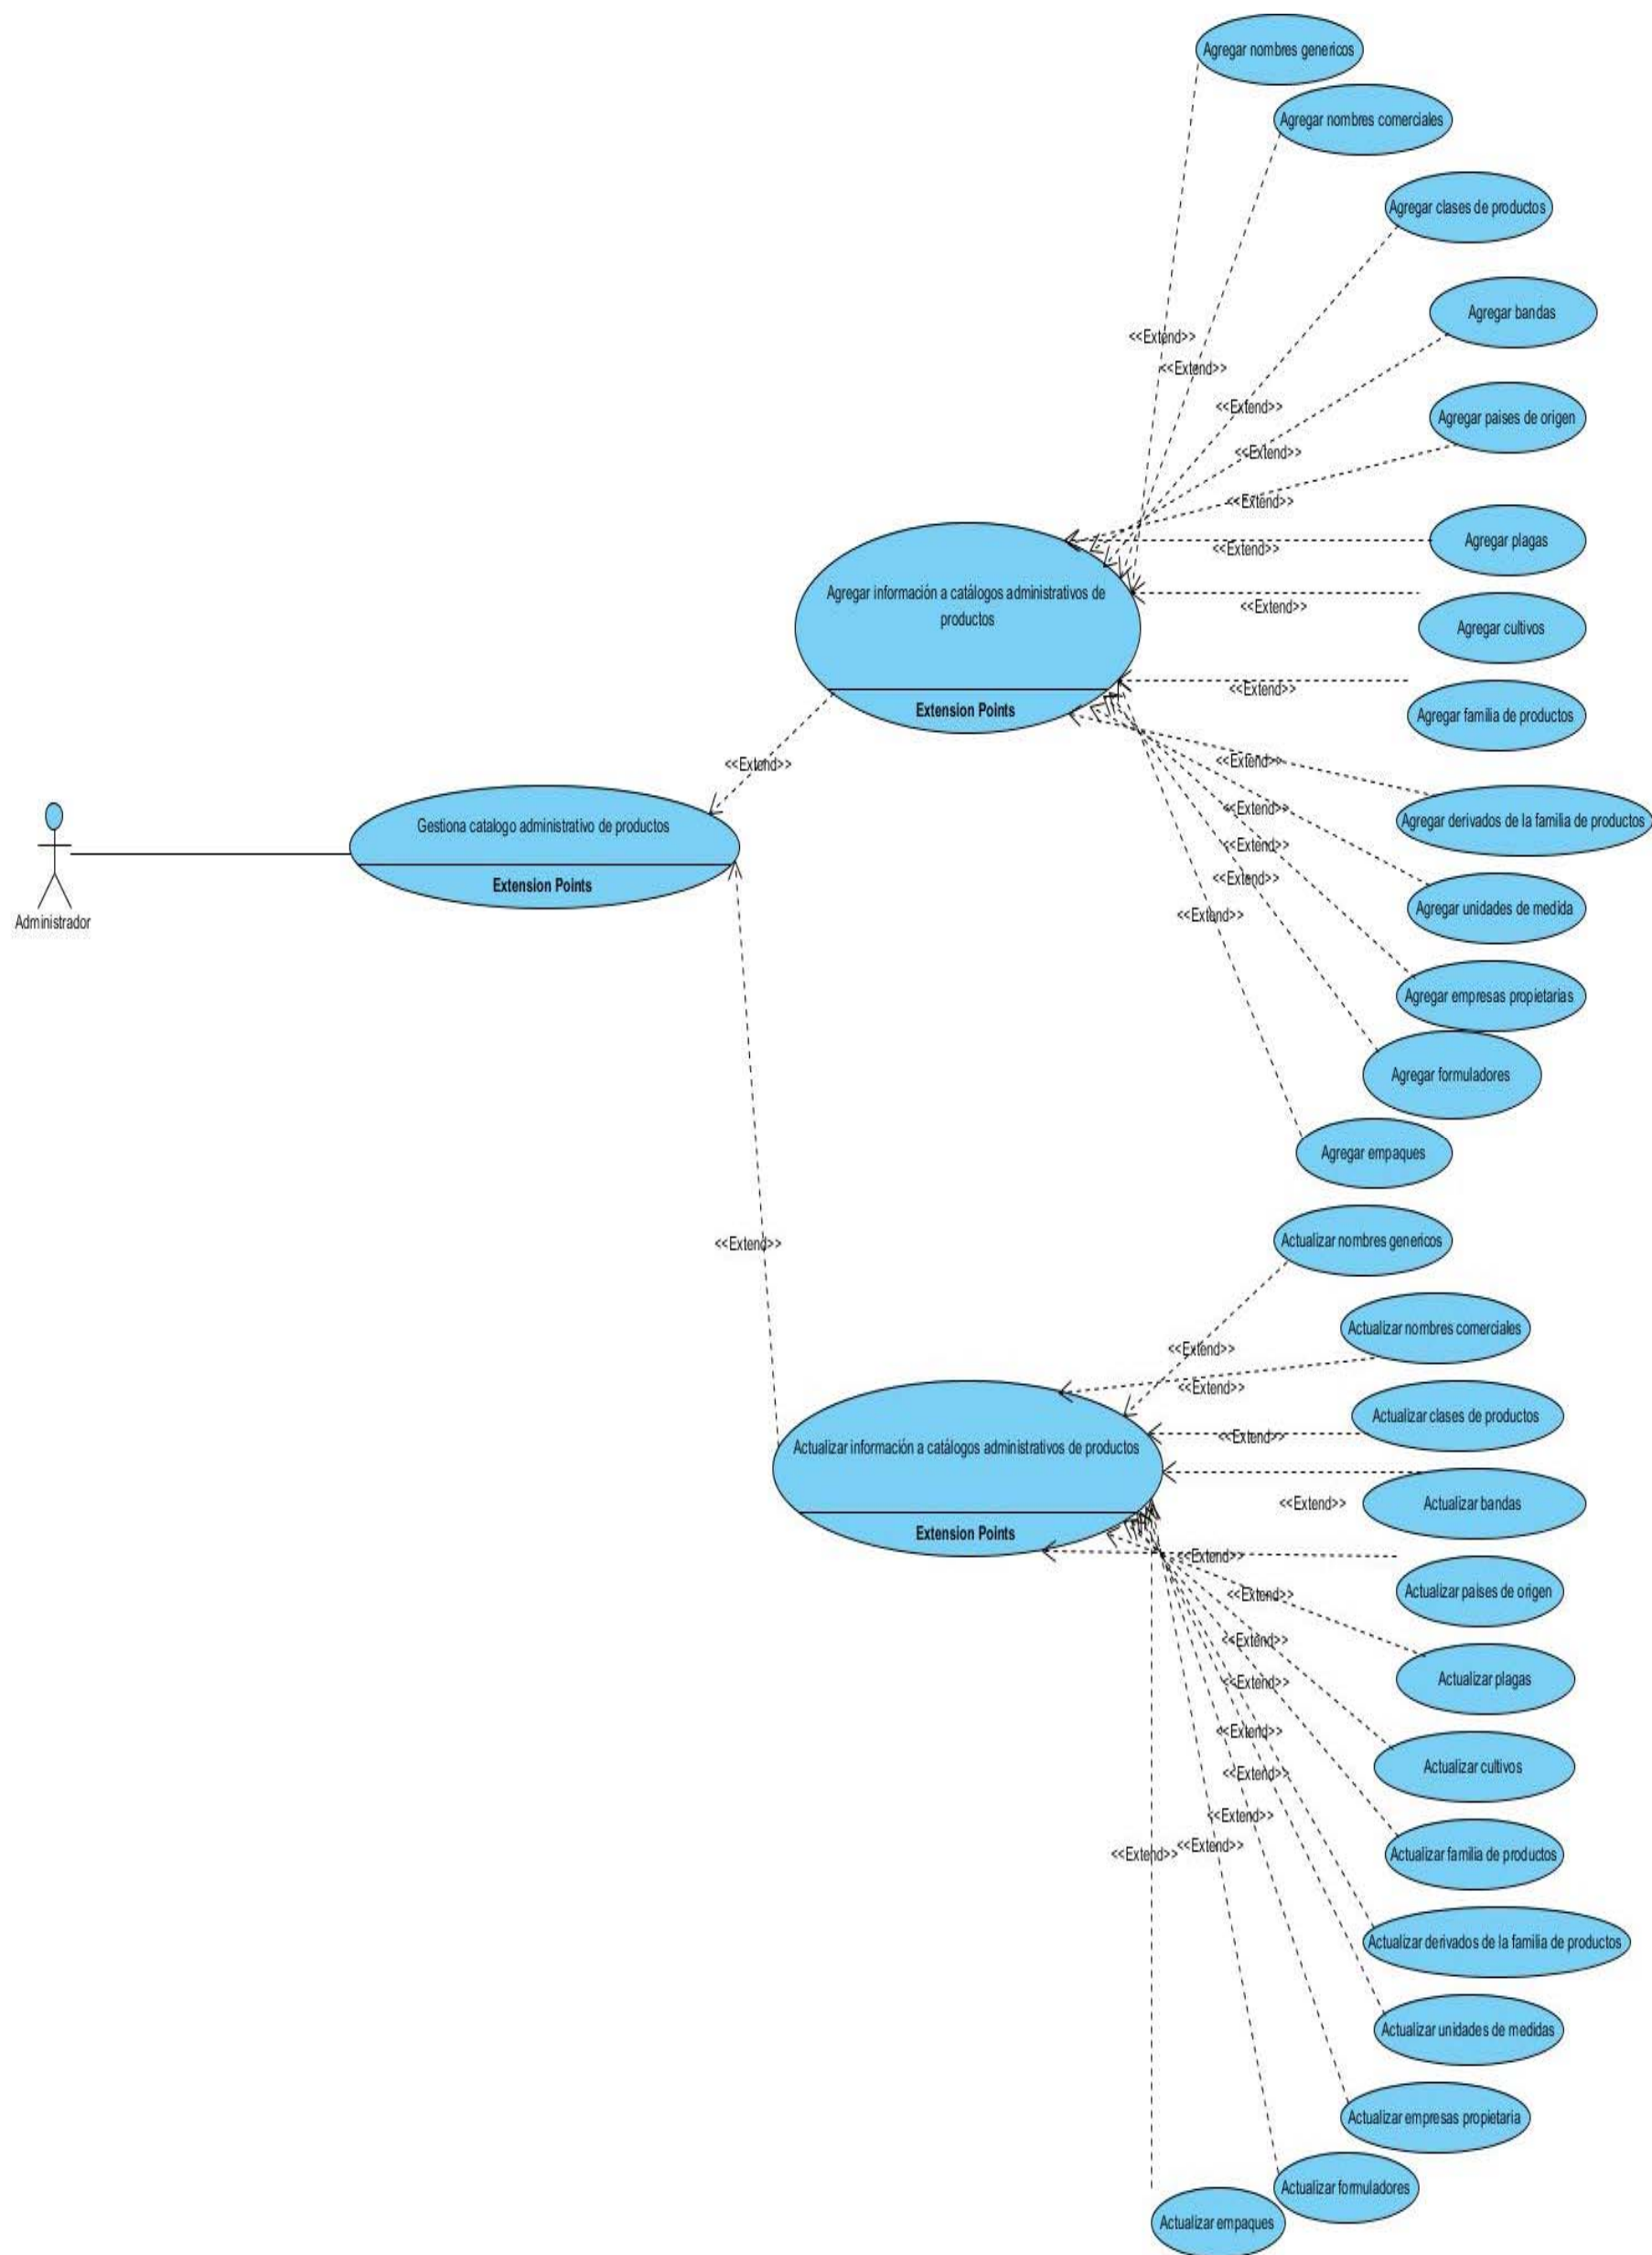 Agregar nombres genericos
Agregar nombres comerciales
Agregar clases de productos
Agregar bandas
<<Extend>>
<<Extend>>
<<Extend>>
Agregar paises de origen
<<Extend>>
<<Extend>>
Agregar plagas
<<Extend>>
Agregar información a catálogos administrativos de
productos
<<Extend>>
Agregar cultivos
<<Extend>>
Extension Points
Agregar familia de productos
<<Extend>>
<<Extend>>
<<Extend>>
Agregar derivados de la familia de productos
Gestiona catalogo administrativo de productos
<<Extend>>
<<Extend>>
Extension Points
Agregar unidades de medida
<<Extend>>
Administrador
Agregar empresas propietarias
Agregar formuladores
Agregar empaques
<<Extend>>
Actualizar nombres genericos
Actualizar nombres comerciales
<<Extend>>
<<Extend>>
Actualizar clases de productos
<<Extend>>
Actualizar información a catálogos administrativos de productos
<<Extend>>
Actualizar bandas
Extension Points
<<Extend>>
Actualizar paises de origen
<<Extend>>
<<Extend>>
Actualizar plagas
<<Extend>>
<<Extend>>
Actualizar cultivos
<<Extend>>
<<Extend>>
<<Extend>>
<<Extend>>
Actualizar familia de productos
Actualizar derivados de la familia de productos
Actualizar unidades de medidas
Actualizar empresas propietaria
Actualizar formuladores
Actualizar empaques